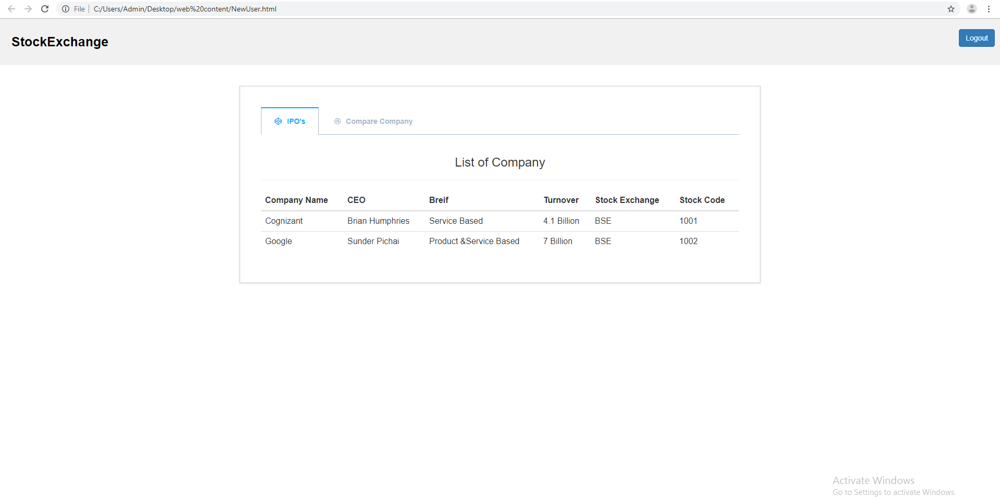 File C:/Users/Admin/Desktop/web%20content/NewUser.html
StockExchange
Logout
IPO's Compare Company
List of Company
Company Name CEO Breif Turnover Stock Exchange Stock Code
Cognizant Brian Humphries Service Based 4.1 Billion BSE 1001
Google Sunder Pichai Product &Service Based 7 Billion BSE 1002
Activate Windows
Go to Settings to activate Windows.